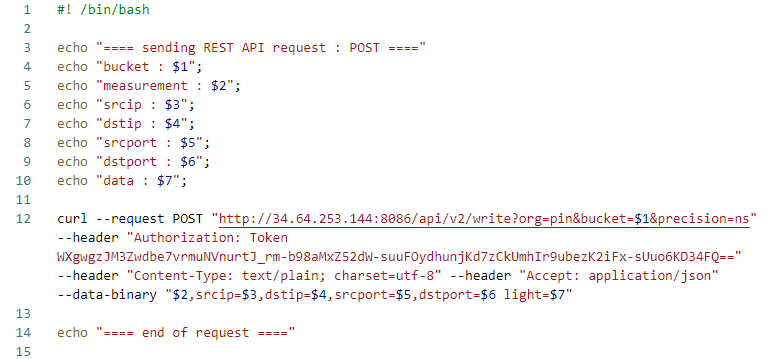 1 #! /bin/bash
2
3 echo "==== sending REST API request : POST ===="
4 echo "bucket : $1";
5 echo "measurement : $2";
6 echo "srcip : $3";
7 echo "dstip : $4";
8 echo "srcport : $5";
9 echo "dstport : $6";
10 echo "data : $7";
11
12 curl --request POST "http://34.64.253.144:8086/api/v2/write?org=pin&bucket=$1&precision=ns"
--header "Authorization: Token
WXgwgzJM3Zwdbe7vrmuNVnurtJ_rm-b98aMxZ52dW-suuFOydhunjKd7zCkUmhIr9ubezK2iFx-sUuo6KD34FQ=="
--header "Content-Type: text/plain; charset=utf-8" --header "Accept: application/json"
--data-binary "$2,srcip=$3,dstip=$4,srcport=$5,dstport=$6 light=$7"
13
14 echo "==== end of request ===="
15